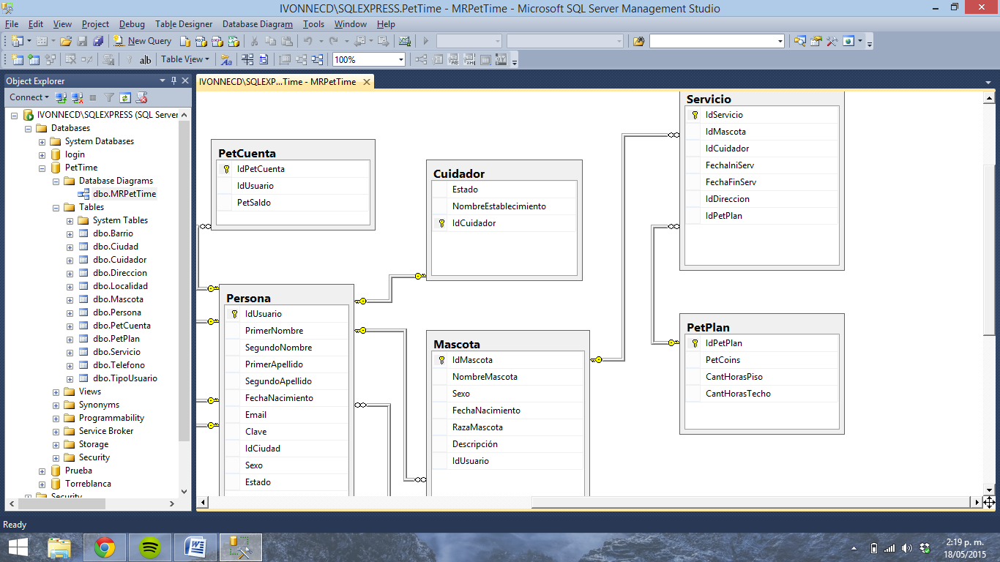 IVONNECD\SQLEXPRESS.PetTime - MRPetTime - Microsoft SQL Server Management Studio
File Edit View Project Debug Table Designer Database Diagram Tools Window Help
New Query
ab Table View 100%
Object Explorer
Connect
IVONNECD\SQLEXPRESS (SQL Server
Databases
System Databases
login
PetTime
Database Diagrams
dbo.MRPetTime
Tables
System Tables
dbo.Barrio
dbo.Ciudad
dbo.Cuidador
dbo.Direccion
dbo.Localidad
dbo.Mascota
dbo.Persona
dbo.PetCuenta
dbo.PetPlan
dbo.Servicio
dbo.Telefono
dbo.TipoUsuario
Views
Synonyms
Programmability
Service Broker
Storage
Security
Prueba
Torreblanca
Security
IVONNECD\SQLEXP...Time - MRPetTime
PetCuenta
IdPetCuenta
IdUsuario
PetSaldo
Persona
IdUsuario
PrimerNombre
SegundoNombre
PrimerApellido
SegundoApellido
FechaNacimiento
Email
Clave
IdCiudad
Sexo
Estado
Cuidador
Estado
NombreEstablecimiento
IdCuidador
Mascota
IdMascota
NombreMascota
Sexo
FechaNacimiento
RazaMascota
Descripción
IdUsuario
Servicio
IdServicio
IdMascota
IdCuidador
FechaIniServ
FechaFinServ
IdDireccion
IdPetPlan
PetPlan
IdPetPlan
PetCoins
CantHorasPiso
CantHorasTecho
Ready
2:19 p. m.
18/05/2015